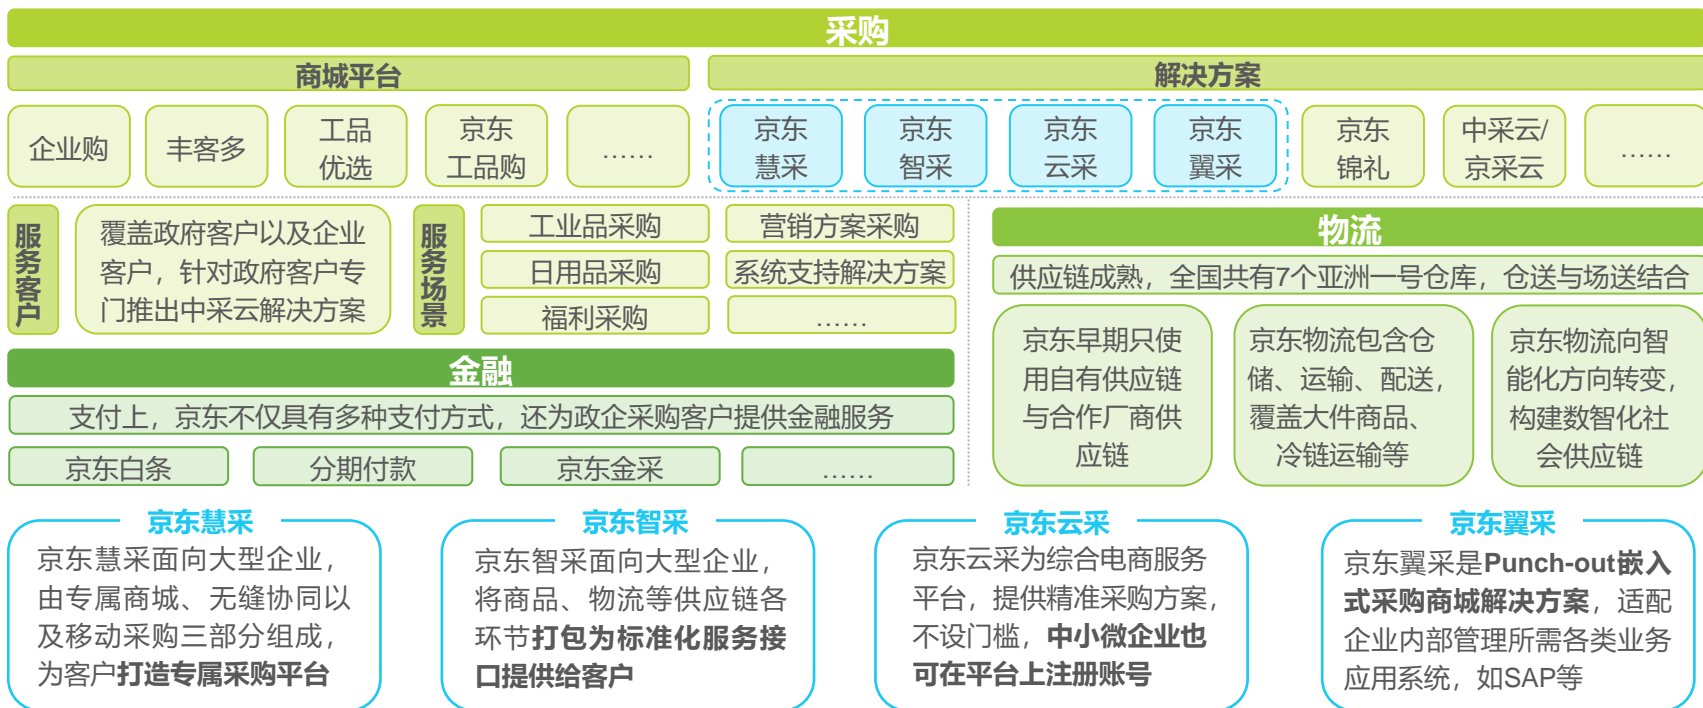 采购
商城平台
解决方案
企业购
丰客多
工品
优选
京东
工品购
……
京东
慧采
京东
智采
京东
云采
京东
翼采
京东
锦礼
中采云/
京采云
……
服务客户
覆盖政府客户以及企业
客户，针对政府客户专
门推出中采云解决方案
服务场景
工业品采购
营销方案采购
日用品采购
系统支持解决方案
福利采购
……
物流
供应链成熟，全国共有7个亚洲一号仓库，仓送与场送结合
京东早期只使
用自有供应链
与合作厂商供
应链
京东物流包含仓
储、运输、配送，
覆盖大件商品、
冷链运输等
京东物流向智
能化方向转变，
构建数智化社
会供应链
金融
支付上，京东不仅具有多种支付方式，还为政企采购客户提供金融服务
京东白条
分期付款
京东金采
……
京东慧采
京东慧采面向大型企业，
由专属商城、无缝协同以
及移动采购三部分组成，
为客户打造专属采购平台
京东智采
京东智采面向大型企业，
将商品、物流等供应链各
环节打包为标准化服务接
口提供给客户
京东云采
京东云采为综合电商服务
平台，提供精准采购方案，
不设门槛，中小微企业也
可在平台上注册账号
京东翼采
京东翼采是Punch-out嵌入
式采购商城解决方案，适配
企业内部管理所需各类业务
应用系统，如SAP等